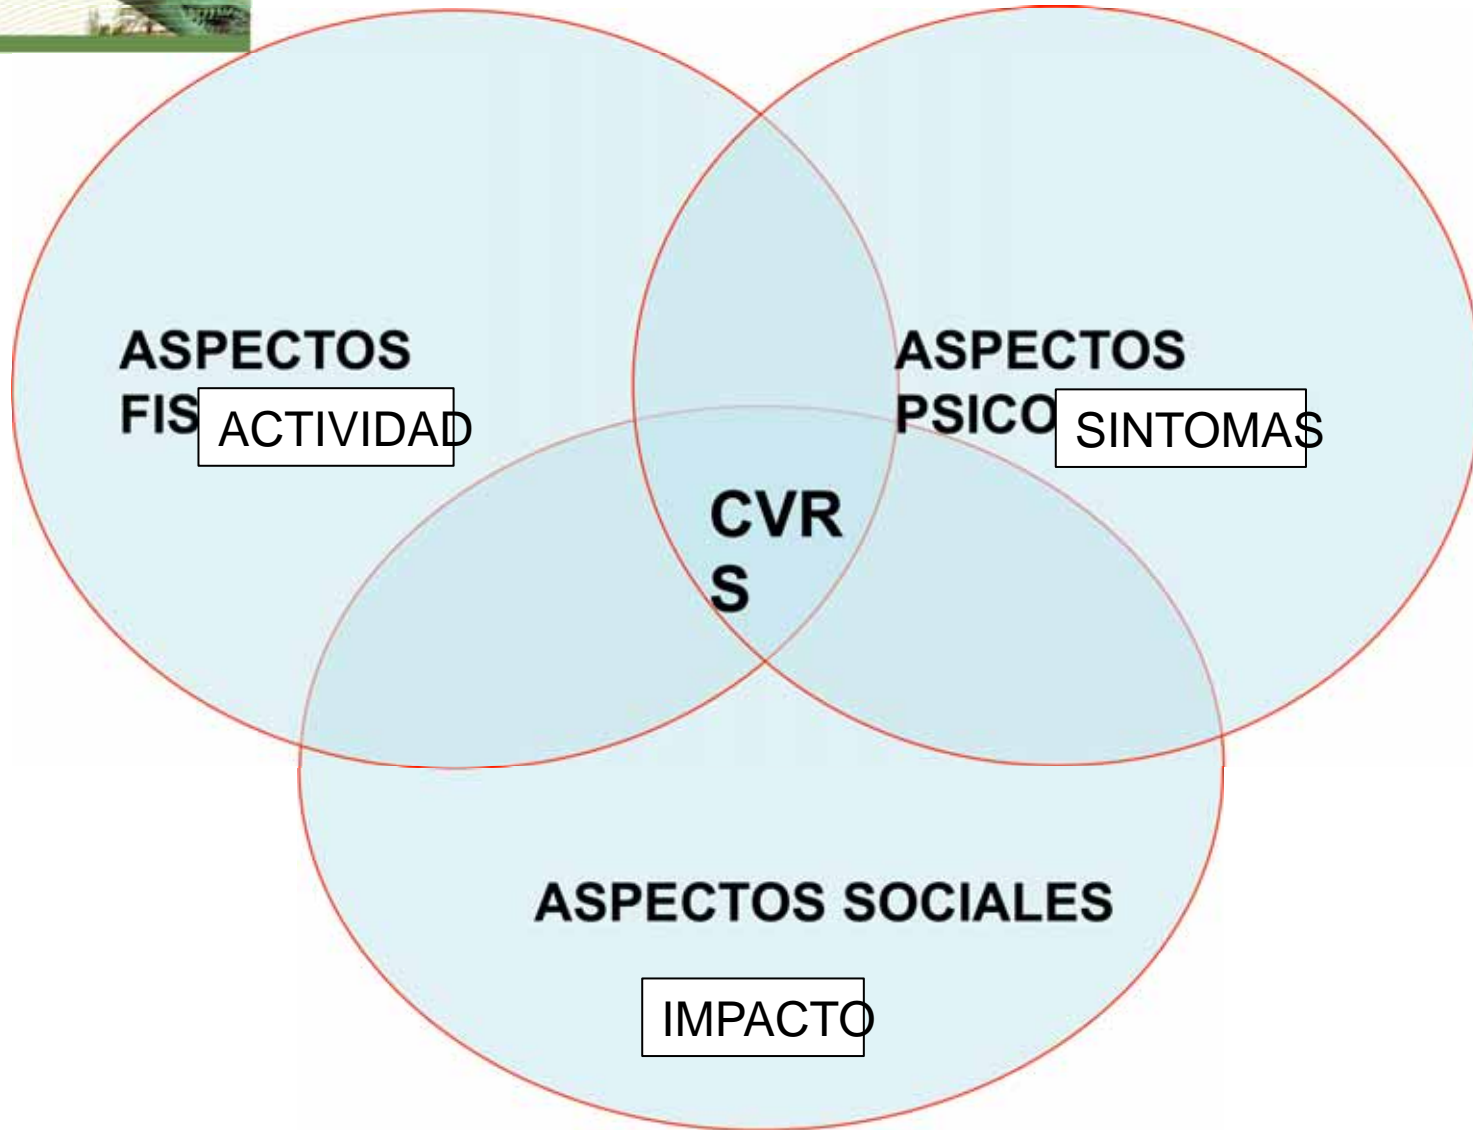 ASPECTOS
FIS
ACTIVIDAD
ASPECTOS
PSICO
SINTOMAS
CVR
S
ASPECTOS SOCIALES
IMPACTO